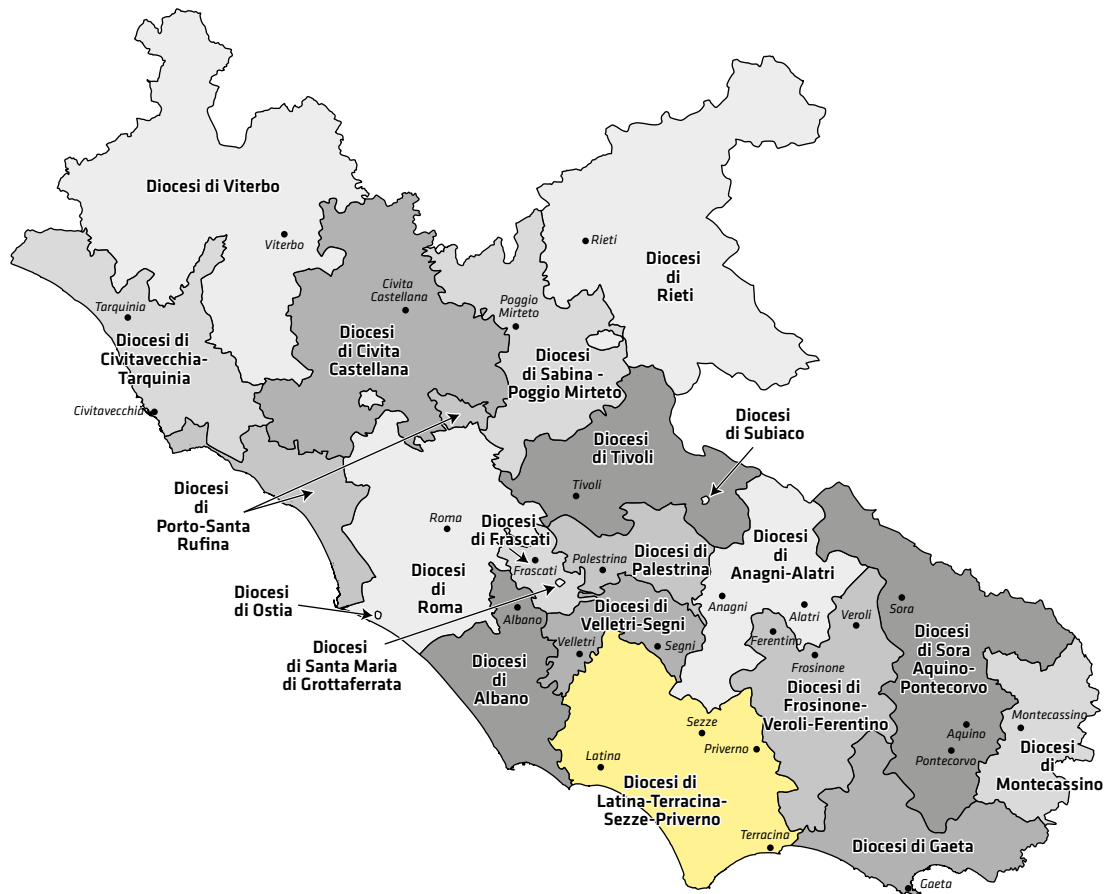 Diocesi di Viterbo
Viterbo
Rieti
Diocesi
di
Rieti
Civita
Castellana
Tarquinia
Poggio
Mirteto
Diocesi di
Civitavecchia-
Tarquinia
Diocesi
di Civita
Castellana
Diocesi
di Sabina -
Poggio Mirteto
Civitavecchia
Diocesi
di Subiaco
Diocesi
di Tivoli
Tivoli
Diocesi
di
Porto-Santa
Rufina
Roma
Diocesi
di Frascati
Frascati
Palestrina
Diocesi di
Palestrina
Diocesi
di
Anagni-Alatri
Diocesi
di
Roma
Diocesi
di Ostia
Albano
Diocesi di
Velletri-Segni
Anagni
Alatri
Veroli
Sora
Ferentino
Frosinone
Velletri
Segni
Diocesi
di Santa Maria
di Grottaferrata
Diocesi
di
Albano
Diocesi
di Sora
Aquino-
Pontecorvo
Diocesi di
Frosinone-
Veroli-Ferentino
Sezze
Priverno
Latina
Aquino
Pontecorvo
Montecassino
Diocesi
di
Montecassino
Diocesi di
Latina-Terracina-
Sezze-Priverno
Terracina
Diocesi di Gaeta
Gaeta